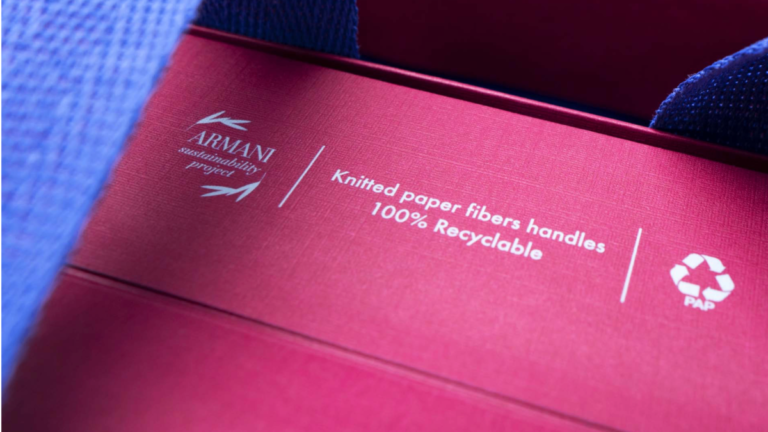 ARMANI
sustainability
project
Knitted paper fibers handles
100% Recyclable
PAP